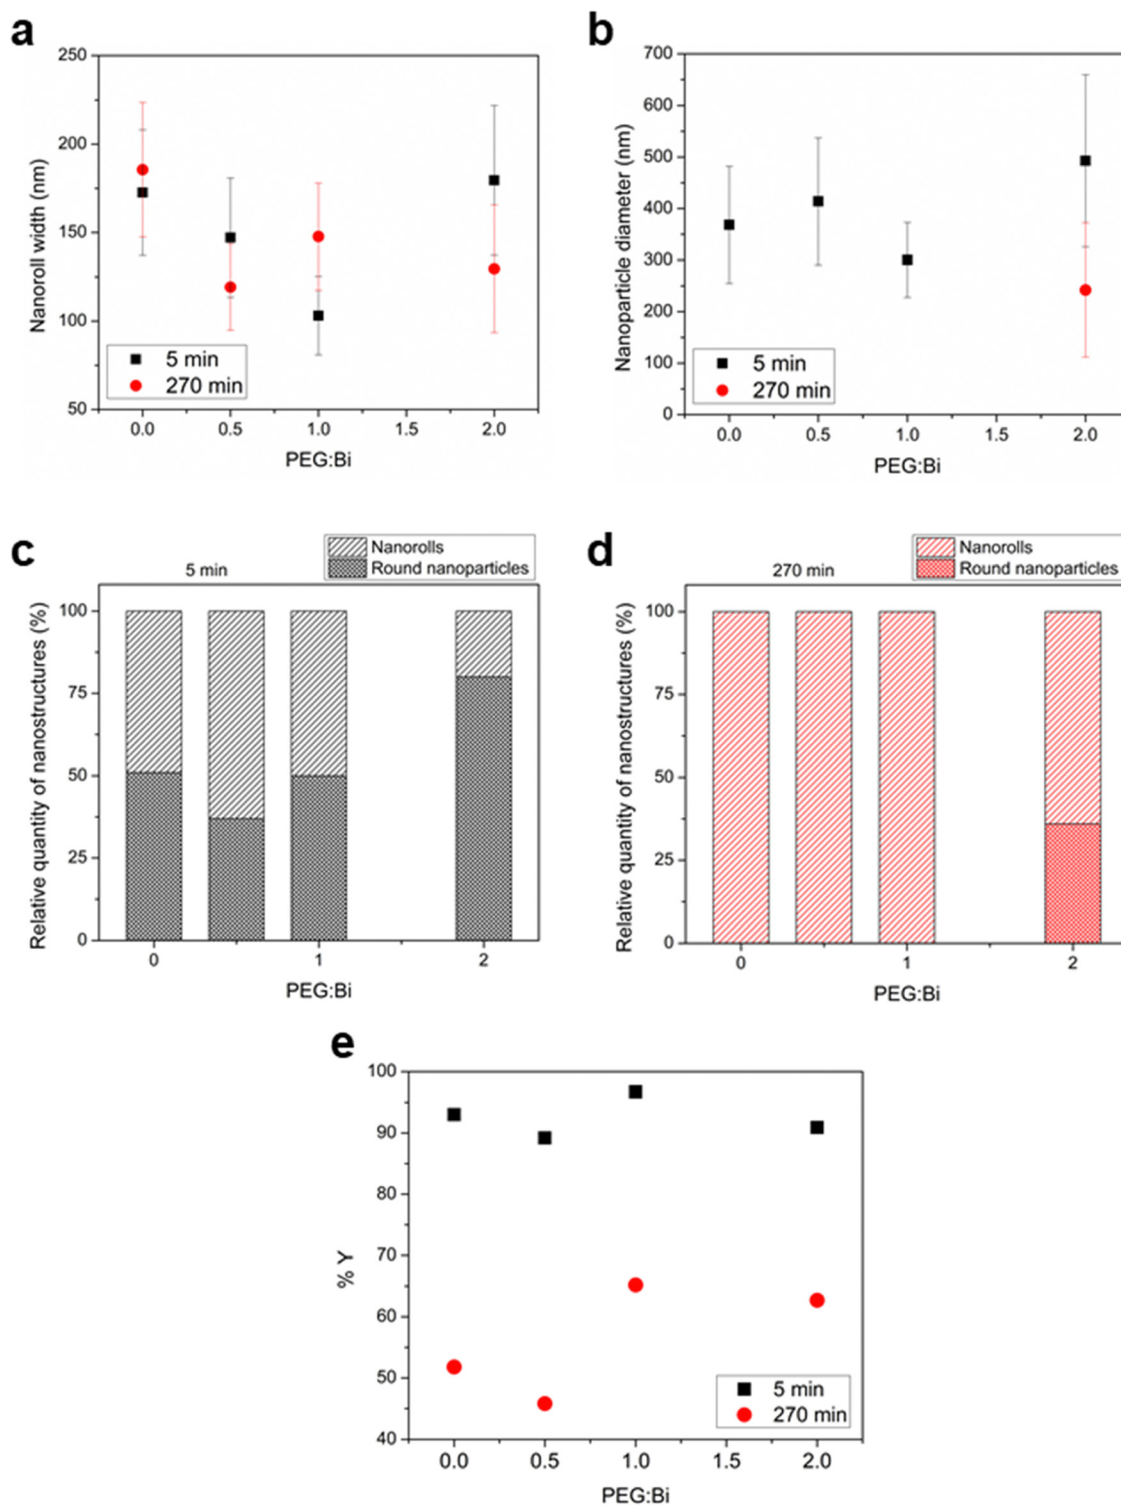 a
250
200
150
100
50
Nanoroll width (nm)
5 min
270 min
0.0
0.5
1.0
1.5
2.0
PEG:Bi
b
700
600
500
400
300
200
100
0
Nanoparticle diameter (nm)
5 min
270 min
0.0
0.5
1.0
1.5
2.0
PEG:Bi
c
Nanorolls
Round nanoparticles
5 min
100
75
50
25
0
Relative quantity of nanostructures (%)
0
1
2
PEG:Bi
d
Nanorolls
Round nanoparticles
270 min
100
75
50
25
0
Relative quantity of nanostructures (%)
0
1
2
PEG:Bi
e
100
90
80
70
60
50
40
% Y
5 min
270 min
0.0
0.5
1.0
1.5
2.0
PEG:Bi